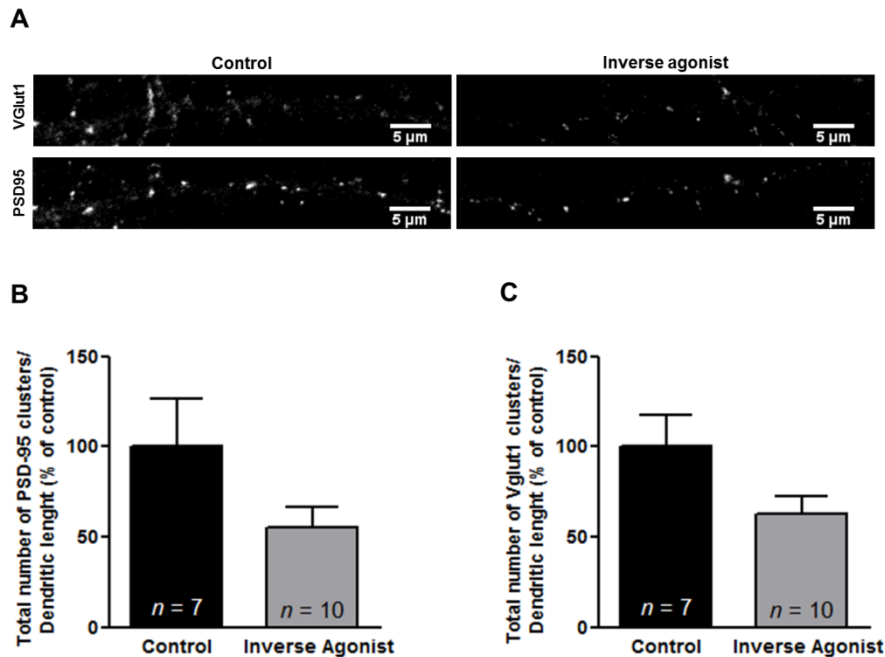 A
Control
Inverse agonist
VGlut1
5 µm
5 µm
PSD95
5 µm
5 µm
B
Total number of PSD-95 clusters/
Dendritic lenght (% of control)
150
100
50
0
n = 7
n = 10
Control
Inverse Agonist
C
Total number of Vglut1 clusters/
Dendritic lenght (% of control)
150
100
50
0
n = 7
n = 10
Control
Inverse Agonist